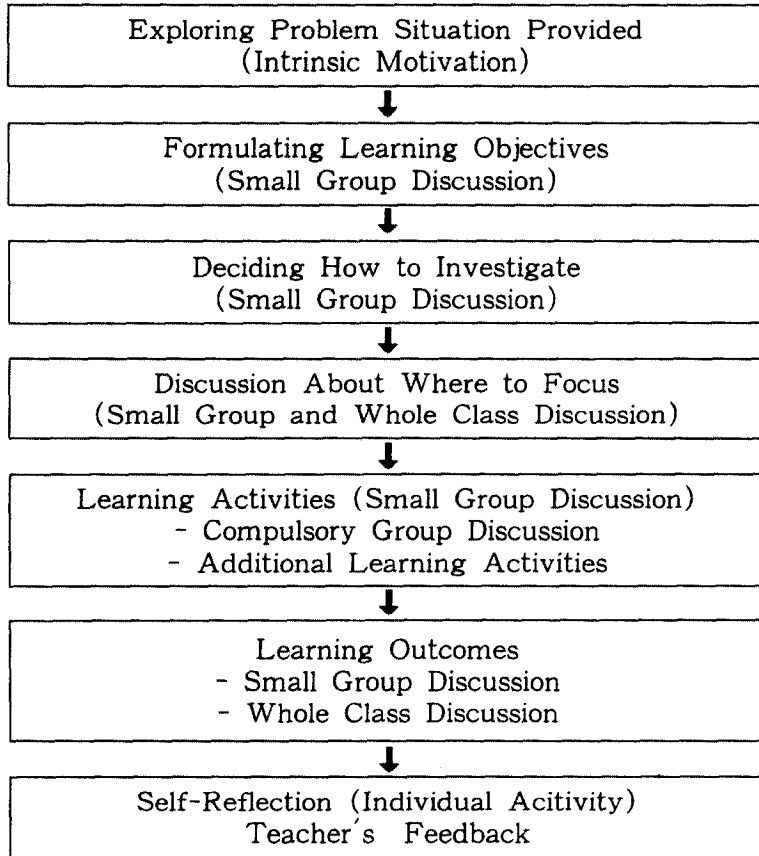 Exploring Problem Situation Provided
(Intrinsic Motivation)
Formulating Learning Objectives
(Small Group Discussion)
Deciding How to Investigate
(Small Group Discussion)
Discussion About Where to Focus
(Small Group and Whole Class Discussion)
Learning Activities (Small Group Discussion)
- Compulsory Group Discussion
- Additional Learning Activities
Learning Outcomes
- Small Group Discussion
- Whole Class Discussion
Self-Reflection (Individual Acitivity)
Teacher's Feedback